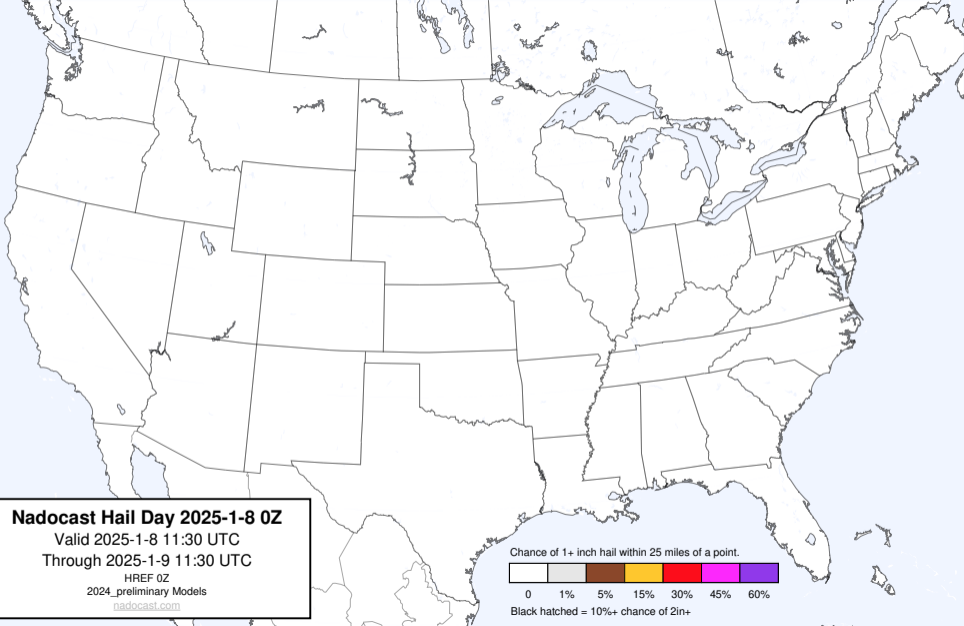 Nadocast Hail Day 2025-1-8 0Z
Valid 2025-1-8 11:30 UTC
Through 2025-1-9 11:30 UTC
HREF 0Z
2024_preliminary Models
nadocast.com
Chance of 1+ inch hail within 25 miles of a point.
0 1% 5% 15% 30% 45% 60%
Black hatched = 10%+ chance of 2in+